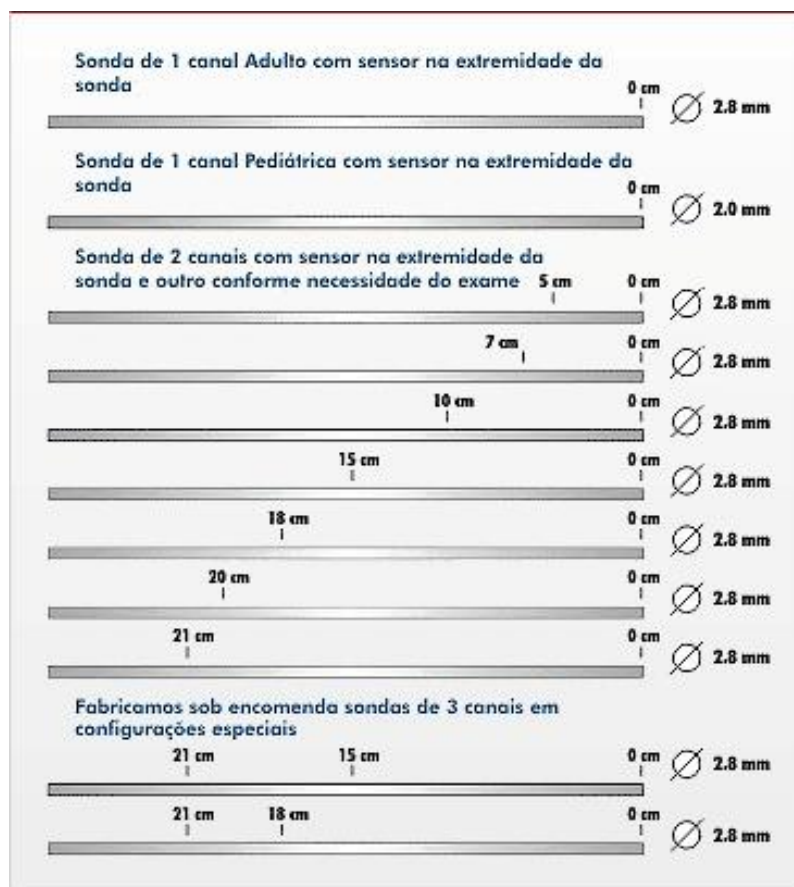 Sonda de 1 canal Adulto com sensor na extremidade da
sonda
0 cm
2.8 mm
Sonda de 1 canal Pediátrica com sensor na extremidade da
sonda
0 cm
2.0 mm
Sonda de 2 canais com sensor na extremidade da
sonda e outro conforme necessidade do exame
5 cm 0 cm
2.8 mm
7 cm 0 cm
2.8 mm
10 cm 0 cm
2.8 mm
15 cm 0 cm
2.8 mm
18 cm 0 cm
2.8 mm
20 cm 0 cm
2.8 mm
21 cm 0 cm
2.8 mm
Fabricamos sob encomenda sondas de 3 canais em
configurações especiais
21 cm 15 cm 0 cm
2.8 mm
21 cm 18 cm 0 cm
2.8 mm